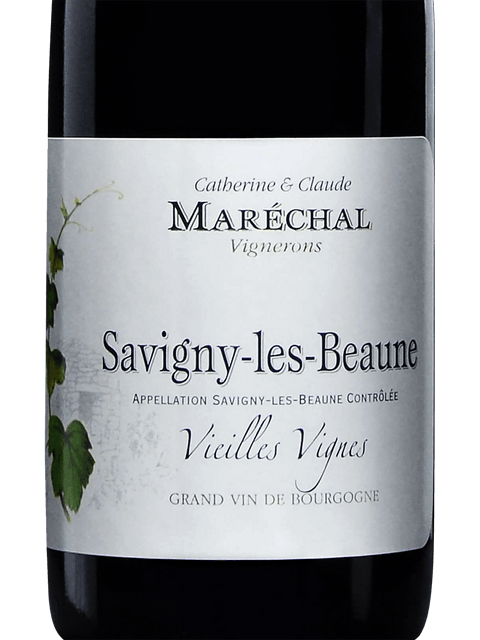 Catherine & Claude
MARÉCHAL
Vignerons
Savigny-les-Beaune
APPELLATION SAVIGNY-LES-BEAUNE CONTRÔLÉE
Vieilles Vignes
GRAND VIN DE BOURGOGNE